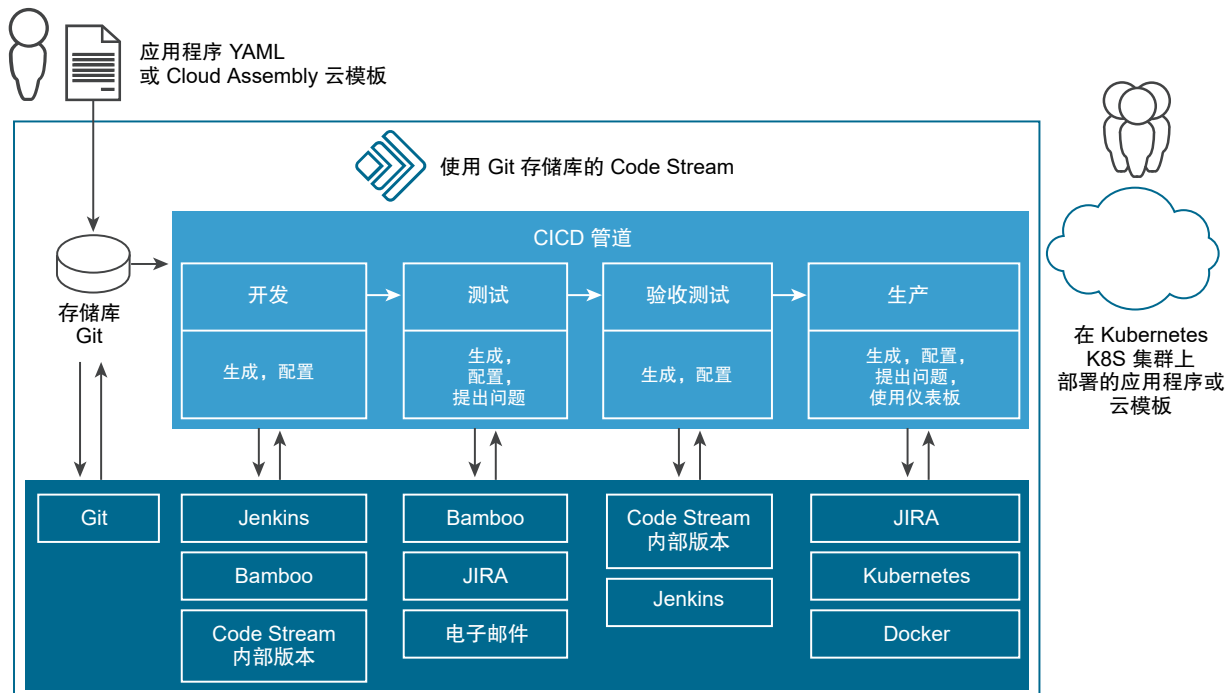 应用程序 YAML
或 Cloud Assembly 云模板
使用 Git 存储库的 Code Stream
CICD 管道
存储库
Git
开发
生成，配置
测试
生成，
配置，
提出问题
验收测试
生成，配置
生产
生成，配置，
提出问题，
使用仪表板
在 Kubernetes
K8S 集群上
部署的应用程序或
云模板
Git
Jenkins
Bamboo
Code Stream
内部版本
Bamboo
JIRA
电子邮件
Code Stream
内部版本
Jenkins
JIRA
Kubernetes
Docker